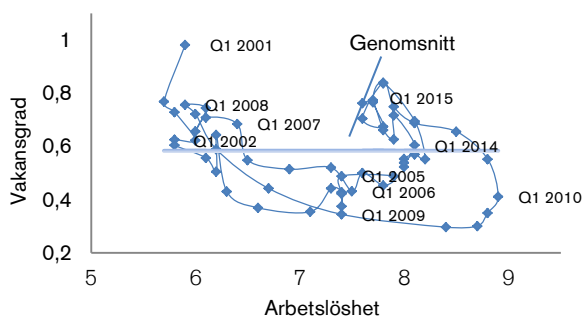 1
Q1 2001
Genomsnitt
0,8
Q1 2015
Q1 2008
Q1 2007
Vakansgrad
0,6
Q1 2002
Q1 2014
Q1 2005
0,4
Q1 2006
Q1 2010
Q1 2009
0,2
5
6
7
8
9
Arbetslöshet